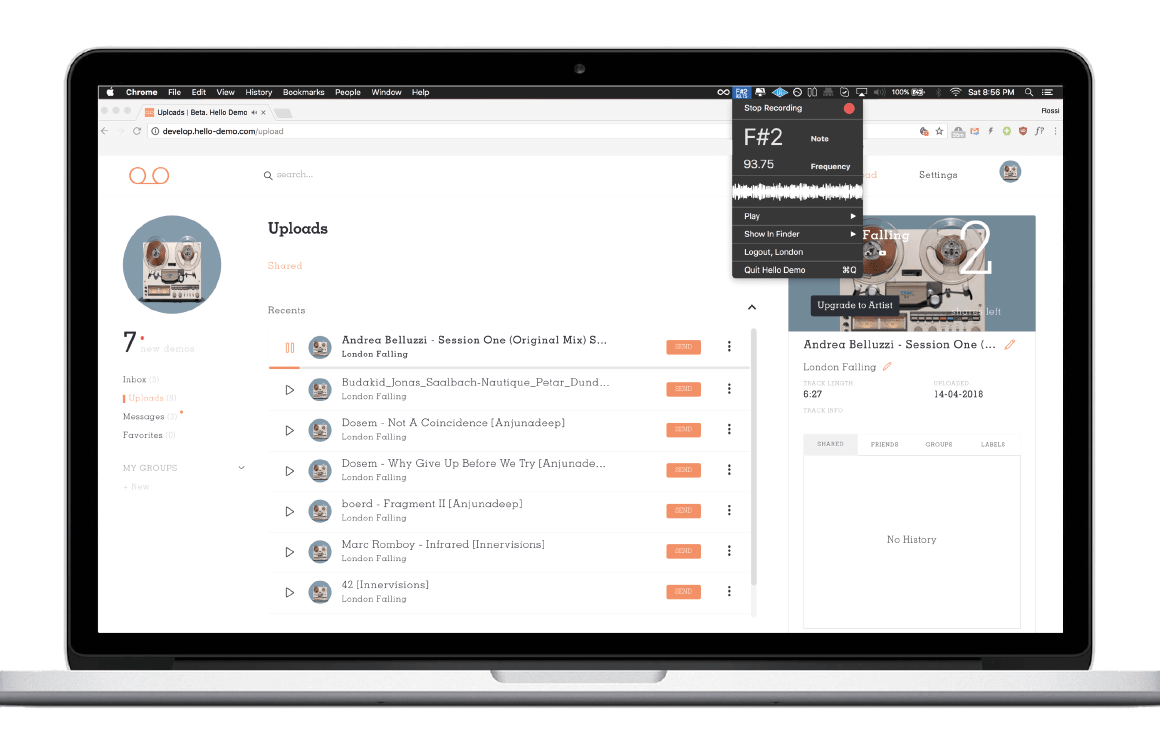 Chrome File Edit View History Bookmarks People Window Help
F#2
93.75
100%
Sat 8:56 PM
Uploads | Beta. Hello Demo
Rossi
develop.hello-demo.com/upload
Stop Recording
F#2 Note
93.75 Frequency
Play
Show In Finder
Logout, London
Quit Hello Demo ⌘Q
search...
Settings
Uploads
Shared
Recents
7 new demos
Inbox (3)
Uploads (9)
Messages (2)
Favorites (0)
MY GROUPS
+ New
Andrea Belluzzi - Session One (Original Mix) S...
London Falling
SEND
Budakid_Jonas_Saalbach-Nautique_Petar_Dund...
London Falling
SEND
Dosem - Not A Coincidence [Anjunadeep]
London Falling
SEND
Dosem - Why Give Up Before We Try [Anjunade...
London Falling
SEND
boerd - Fragment II [Anjunadeep]
London Falling
SEND
Marc Romboy - Infrared [Innervisions]
London Falling
SEND
42 [Innervisions]
London Falling
SEND
Falling
2
shares left
Upgrade to Artist
Andrea Belluzzi - Session One (...
London Falling
TRACK LENGTH UPLOADED
6:27 14-04-2018
TRACK INFO
SHARED FRIENDS GROUPS LABELS
No History